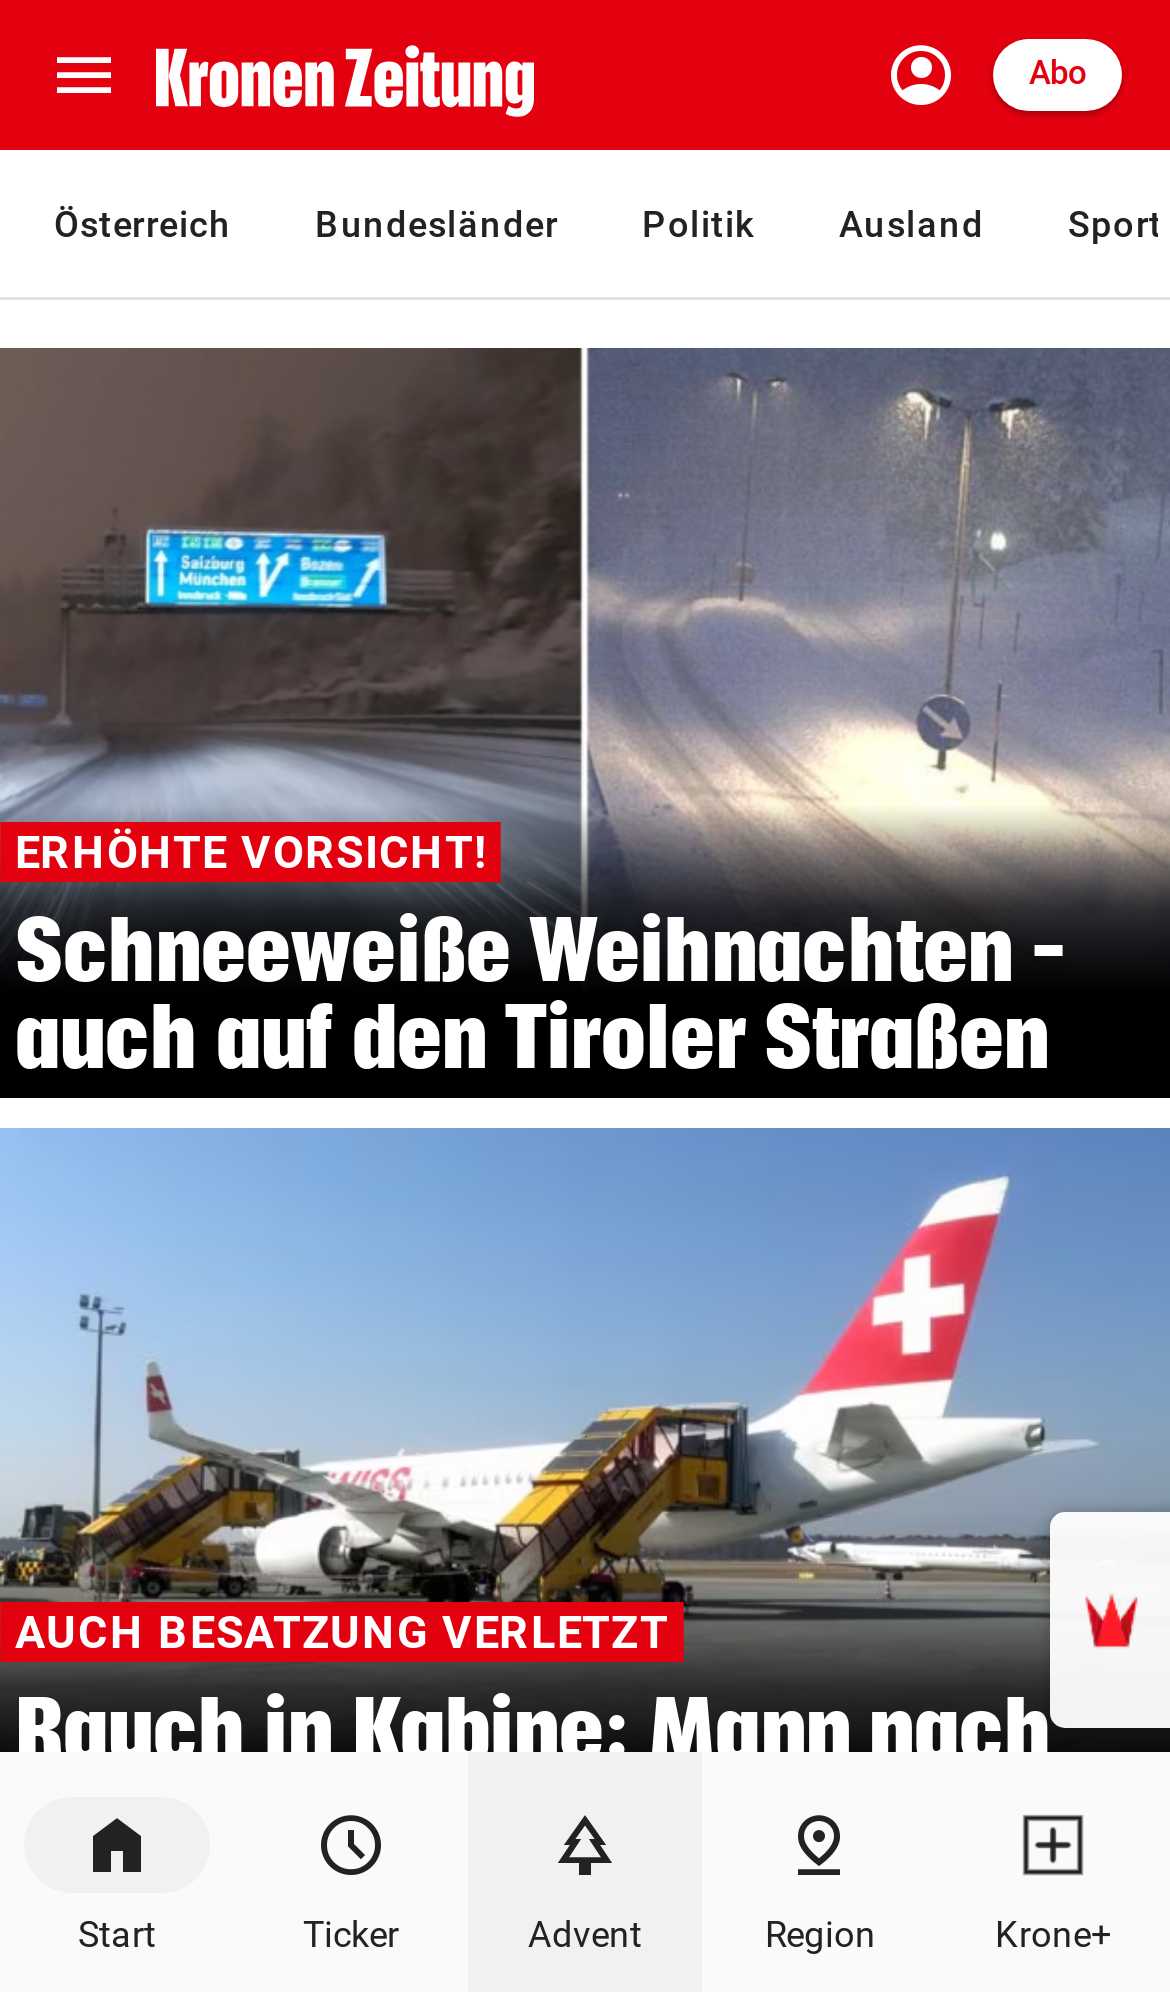 Kronen Zeitung
Abo
Österreich
Bundesländer
Politik
Ausland
Sport
Salzburg
München
Bozen
Brenner
ERHÖHTE VORSICHT!
Schneeweiße Weihnachten –
auch auf den Tiroler Straßen
SWISS
AUCH BESATZUNG VERLETZT
Rauch in Kabine: Mann nach
Start
Ticker
Advent
Region
Krone+